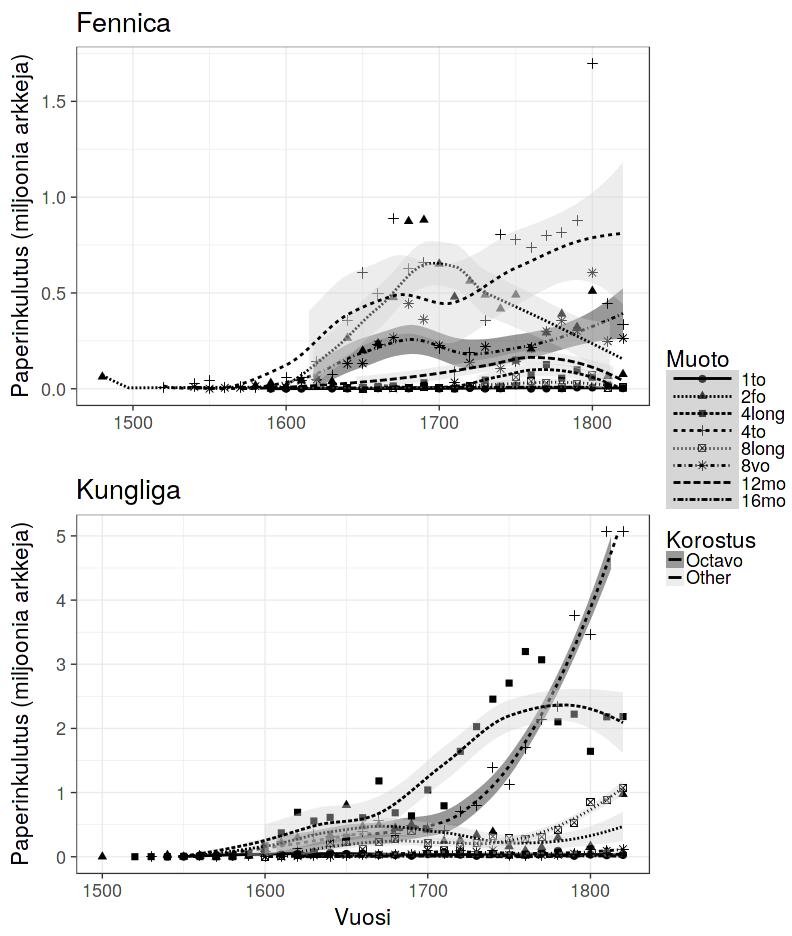 Fennica
Paperinkulutus (miljoonia arkkeja)
1.5
1.0
0.5
0.0
1500 1600 1700 1800
Kungliga
Paperinkulutus (miljoonia arkkeja)
5
4
3
2
1
0
1500 1600 1700 1800
Vuosi
Muoto
1to
2fo
4long
4to
8long
8vo
12mo
16mo
Korostus
Octavo
Other